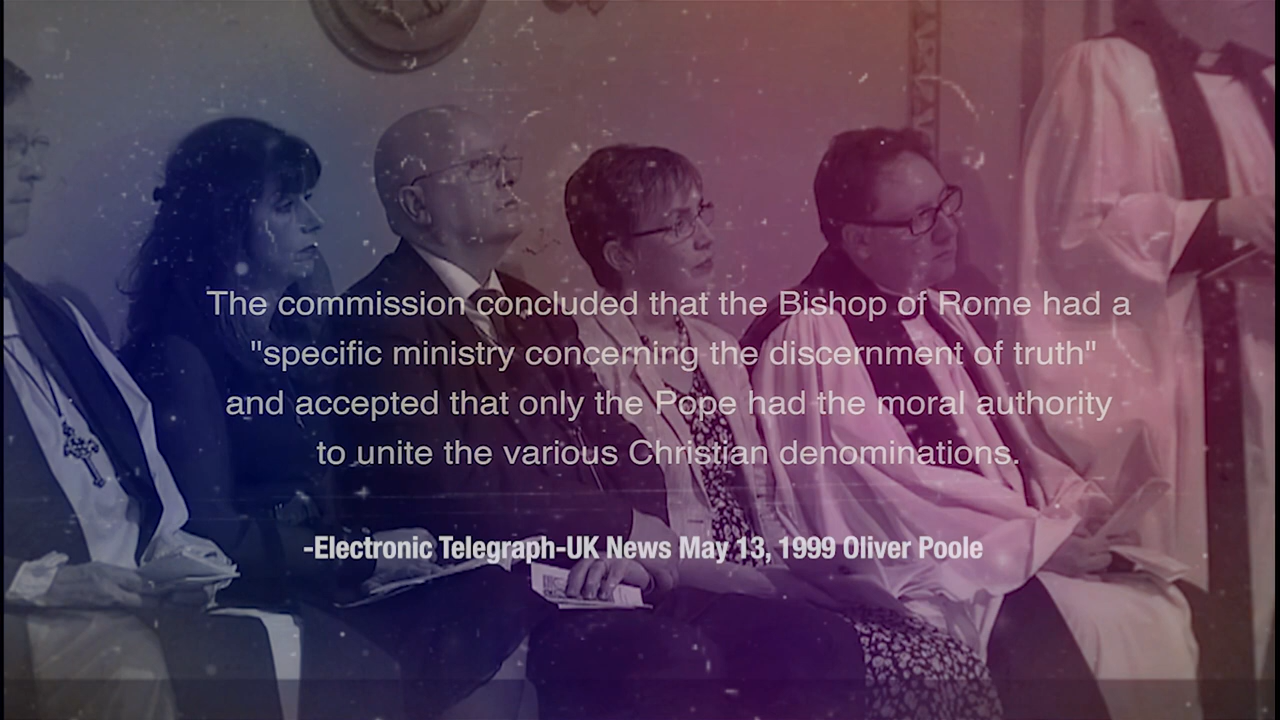 The commission concluded that the Bishop of Rome had a
"specific ministry concerning the discernment of truth"
and accepted that only the Pope had the moral authority
to unite the various Christian denominations.
-Electronic Telegraph-UK News May 13, 1999 Oliver Poole